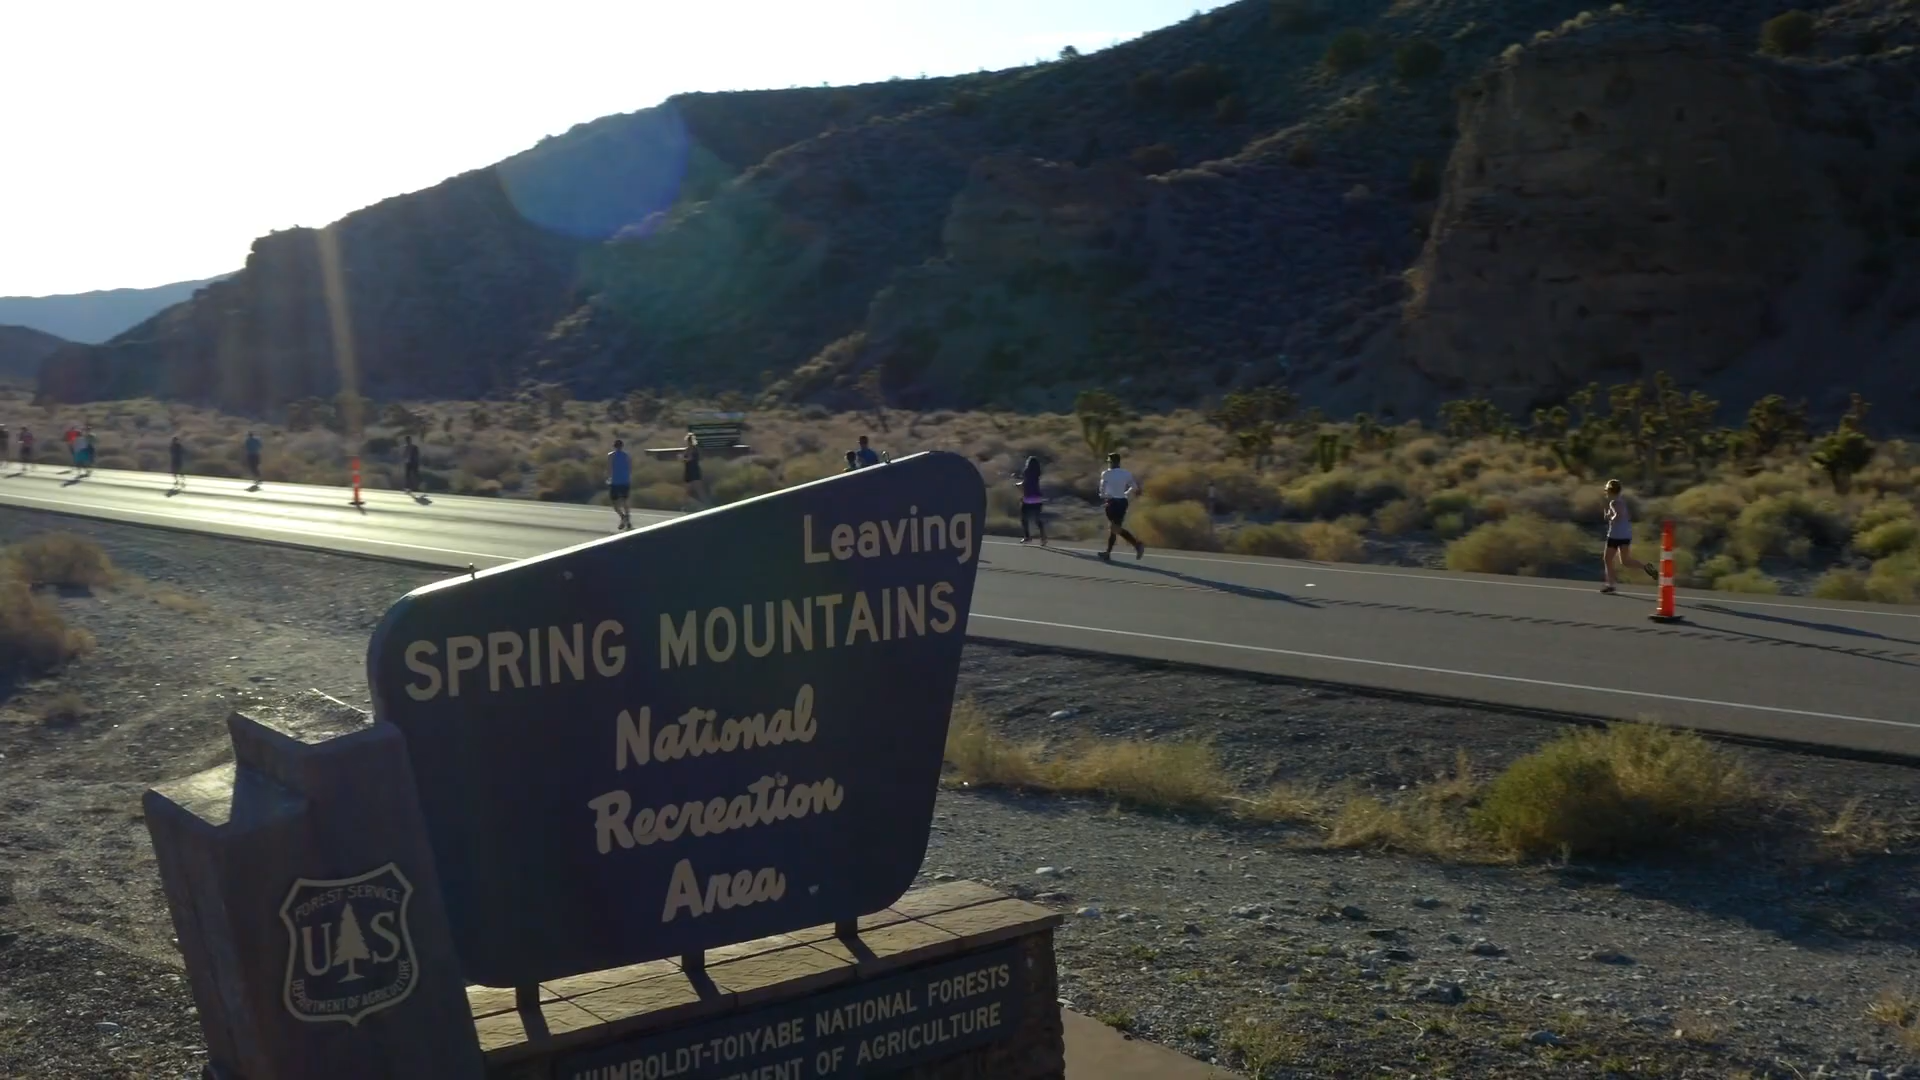 Leaving
SPRING MOUNTAINS
National
Recreation
Area
FOREST SERVICE
U S
DEPARTMENT OF AGRICULTURE
HUMBOLDT-TOIYABE NATIONAL FORESTS
OF AGRICULTURE